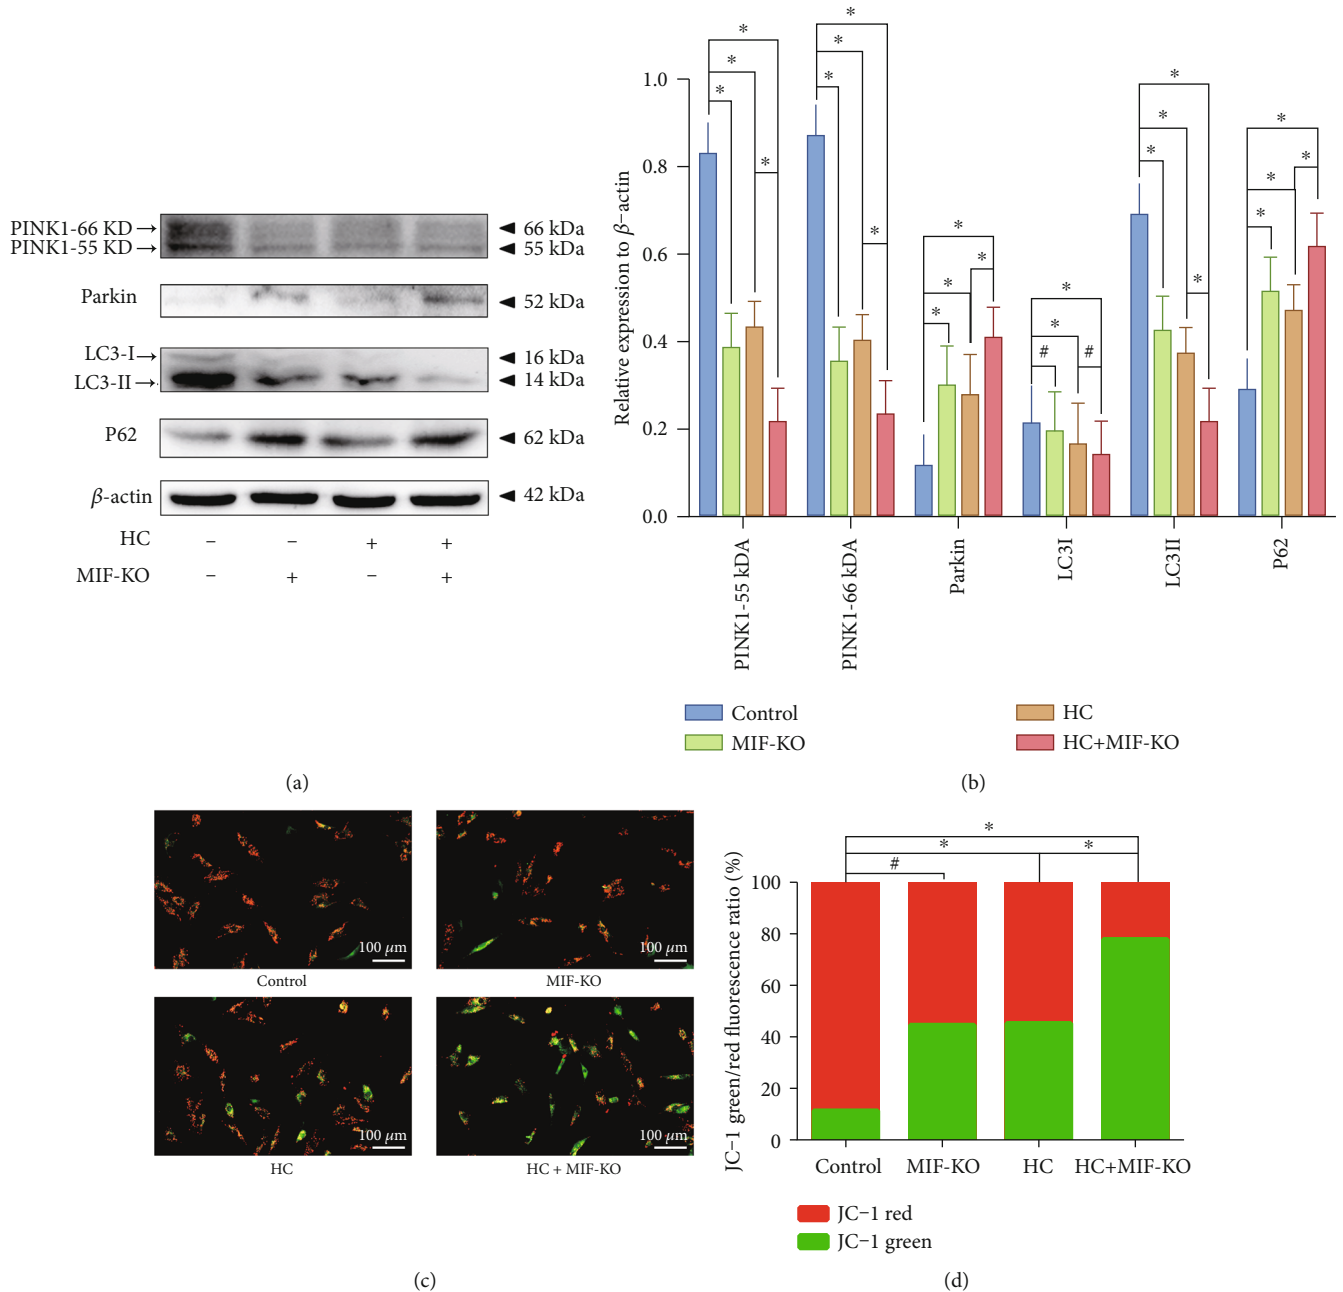 PINK1-66 KD → ◄ 66 kDa
PINK1-55 KD → ◄ 55 kDa
Parkin ◄ 52 kDa
LC3-I → ◄ 16 kDa
LC3-II → ◄ 14 kDa
P62 ◄ 62 kDa
β-actin ◄ 42 kDa
HC − − + +
MIF-KO − + − +
(a)
Relative expression to β−actin
1.0
0.8
0.6
0.4
0.2
0.0
* * * *
* * * *
* * * *
* * # #
* * * *
* * * *
PINK1-55 kDA
PINK1-66 kDA
Parkin
LC3I
LC3II
P62
Control
MIF-KO
HC
HC+MIF-KO
(b)
100 μm
Control
100 μm
MIF-KO
100 μm
HC
100 μm
HC + MIF-KO
(c)
JC−1 green/red fluorescence ratio (%)
100
80
60
40
20
0
*
* *
#
Control MIF-KO HC HC+MIF-KO
JC−1 red
JC−1 green
(d)